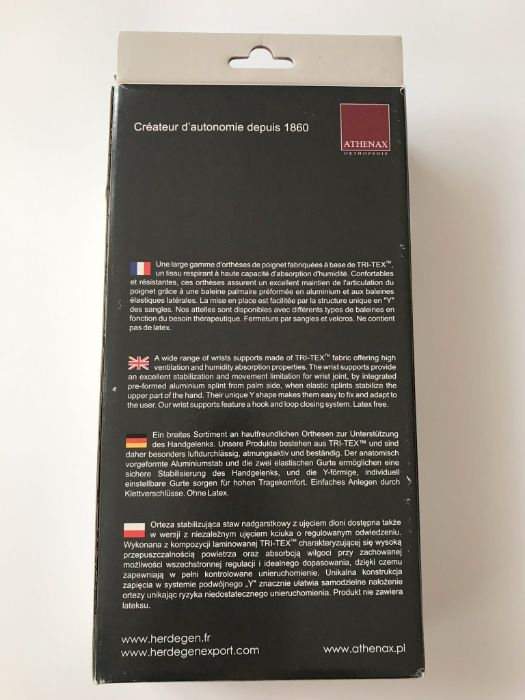 Créateur d'autonomie depuis 1860
ATHENAX
ORTHOPEDIE
Une large gamme d'orthèses de poignet fabriquées à base de TRI-TEX™
un tissu respirant à haute capacité d'absorption d'humidité. Confortables
et résistantes, ces orthèses assurent un excellent maintien de l'articulation du
poignet grâce à une baleine palmaire préformée en aluminium et aux baleines
élastiques latérales. La mise en place est facilitée par la structure unique en "Y"
des sangles. Nos attelles sont disponibles avec différents types de baleines en
fonction du besoin thérapeutique. Fermeture par sangles et velcros. Ne contient
pas de latex.
A wide range of wrists supports made of TRI-TEX™ fabric offering high
ventilation and humidity absorption properties. The wrist supports provide
an excellent stabilization and movement limitation for wrist joint, by integrated
pre-formed aluminium splint from palm side, when elastic splints stabilize the
upper part of the hand. Their unique Y shape makes them easy to fix and adapt to
the user. Our wrist supports feature a hook and loop closing system. Latex free.
Ein breites Sortiment an hautfreundlichen Orthesen zur Unterstützung
des Handgelenks. Unsere Produkte bestehen aus TRI-TEX™ und sind
daher besonders luftdurchlässig, atmungsaktiv und beständig. Der anatomisch
vorgeformte Aluminiumstab und die zwei elastischen Gurte ermöglichen eine
sichere Stabilisierung des Handgelenks, und die Y-förmige, individuell
einstellbare Gurte sorgen für hohen Tragekomfort. Einfaches Anlegen durch
Klettverschlüsse. Ohne Latex.
Orteza stabilizująca staw nadgarstkowy z ujęciem dłoni dostępna także
w wersji z niezależnym ujęciem kciuka o regulowanym odwiedzeniu.
Wykonana z kompozycji laminowanej TRI-TEX™ charakteryzującej się wysoką
przepuszczalnością powietrza oraz absorbcją wilgoci przy zachowanej
możliwości wszechstronnej regulacji i idealnego dopasowania, dzięki czemu
zapewniają w pełni kontrolowane unieruchomienie. Unikalna konstrukcja
zapięcia w systemie podwójnego „Y" znacznie ułatwia samodzielne nałożenie
ortezy unikając ryzyka niedostatecznego unieruchomienia. Produkt nie zawiera
lateksu.
www.herdegen.fr
www.herdegenexport.com
www.athenax.pl